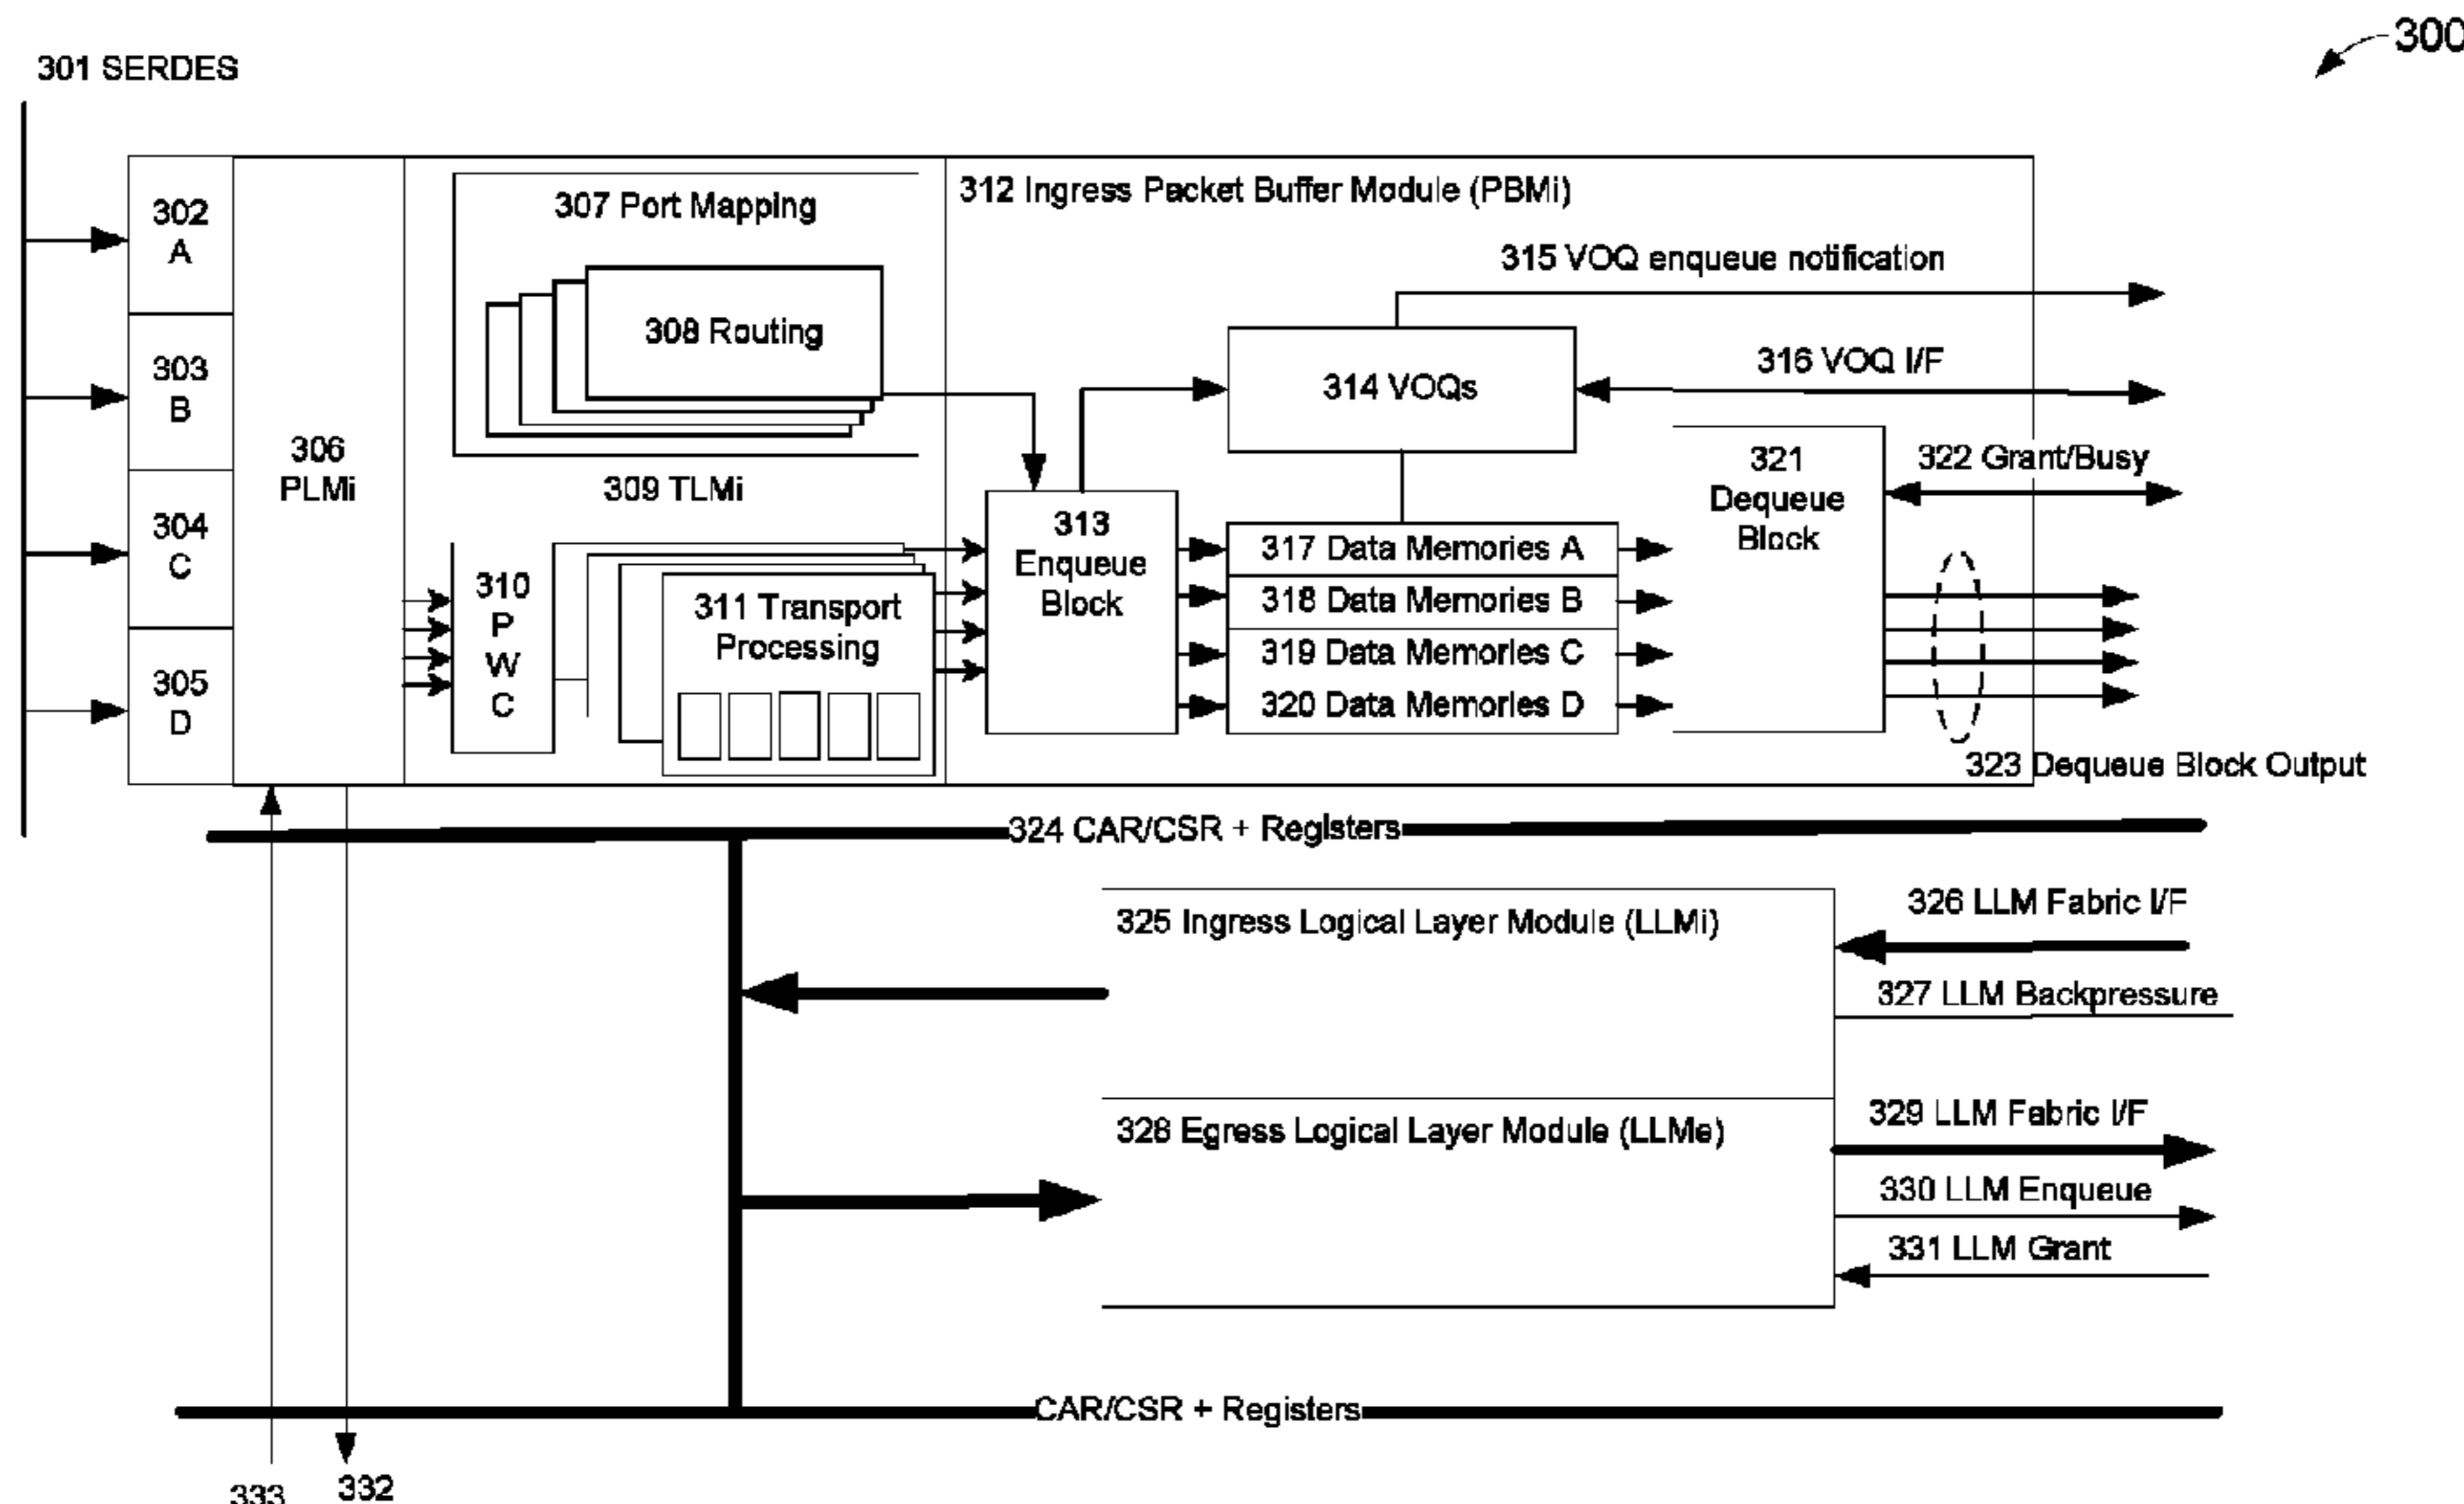 300
301 SERDES
302
A
303
B
304
C
305
D
306
PLMi
307 Port Mapping
308 Routing
309 TLMi
310
P
W
C
311 Transport
Processing
312 Ingress Packet Buffer Module (PBMi)
313
Enqueue
Block
314 VOQs
315 VOQ enqueue notification
316 VOQ I/F
317 Data Memories A
318 Data Memories B
319 Data Memories C
320 Data Memories D
321
Dequeue
Block
322 Grant/Busy
323 Dequeue Block Output
324 CAR/CSR + Registers
325 Ingress Logical Layer Module (LLMi)
326 LLM Fabric I/F
327 LLM Backpressure
328 Egress Logical Layer Module (LLMe)
329 LLM Fabric I/F
330 LLM Enqueue
331 LLM Grant
CAR/CSR + Registers
333
332